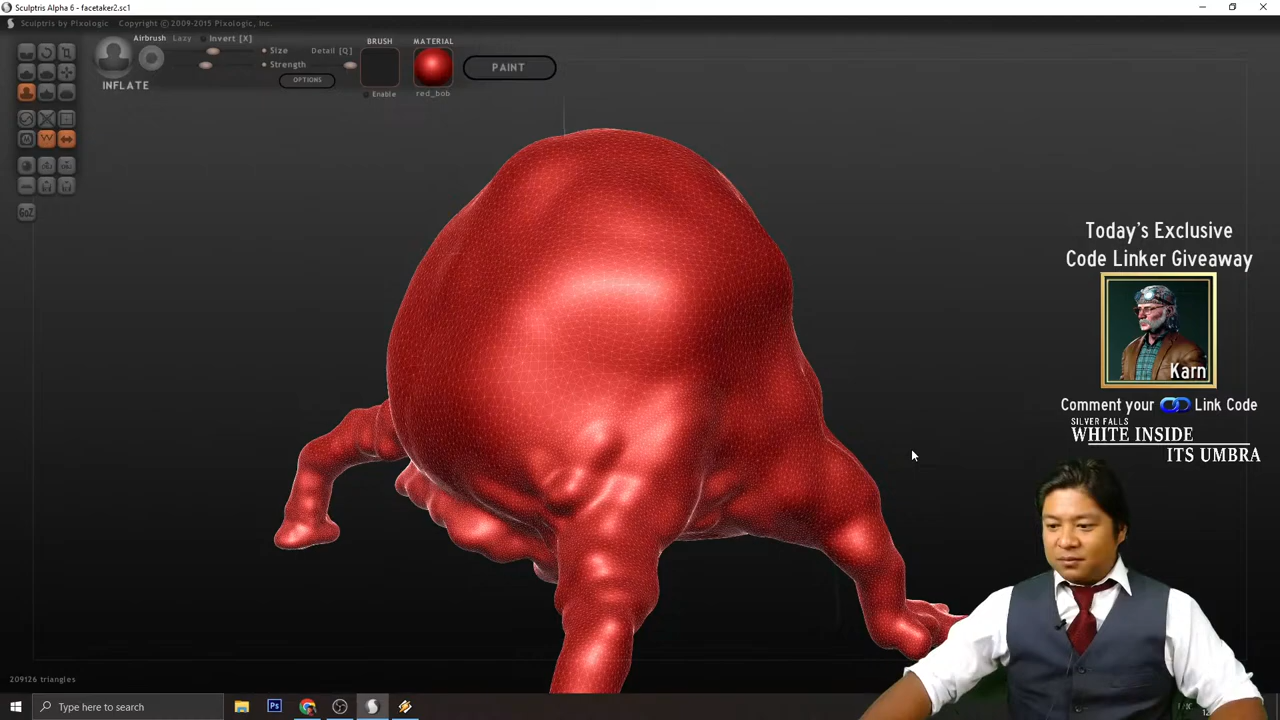 Sculptris Alpha 6 - facetaker2.sc1
Sculptris by Pixologic Copyright © 2009-2015 Pixologic, Inc.
Airbrush Lazy Invert [X]
Size Detail [Q]
Strength
OPTIONS
INFLATE
BRUSH
Enable
MATERIAL
red_bob
PAINT
GoZ
Today's Exclusive
Code Linker Giveaway
Karn
Comment your Link Code
SILVER FALLS
WHITE INSIDE
ITS UMBRA
209126 triangles
Type here to search
Ps